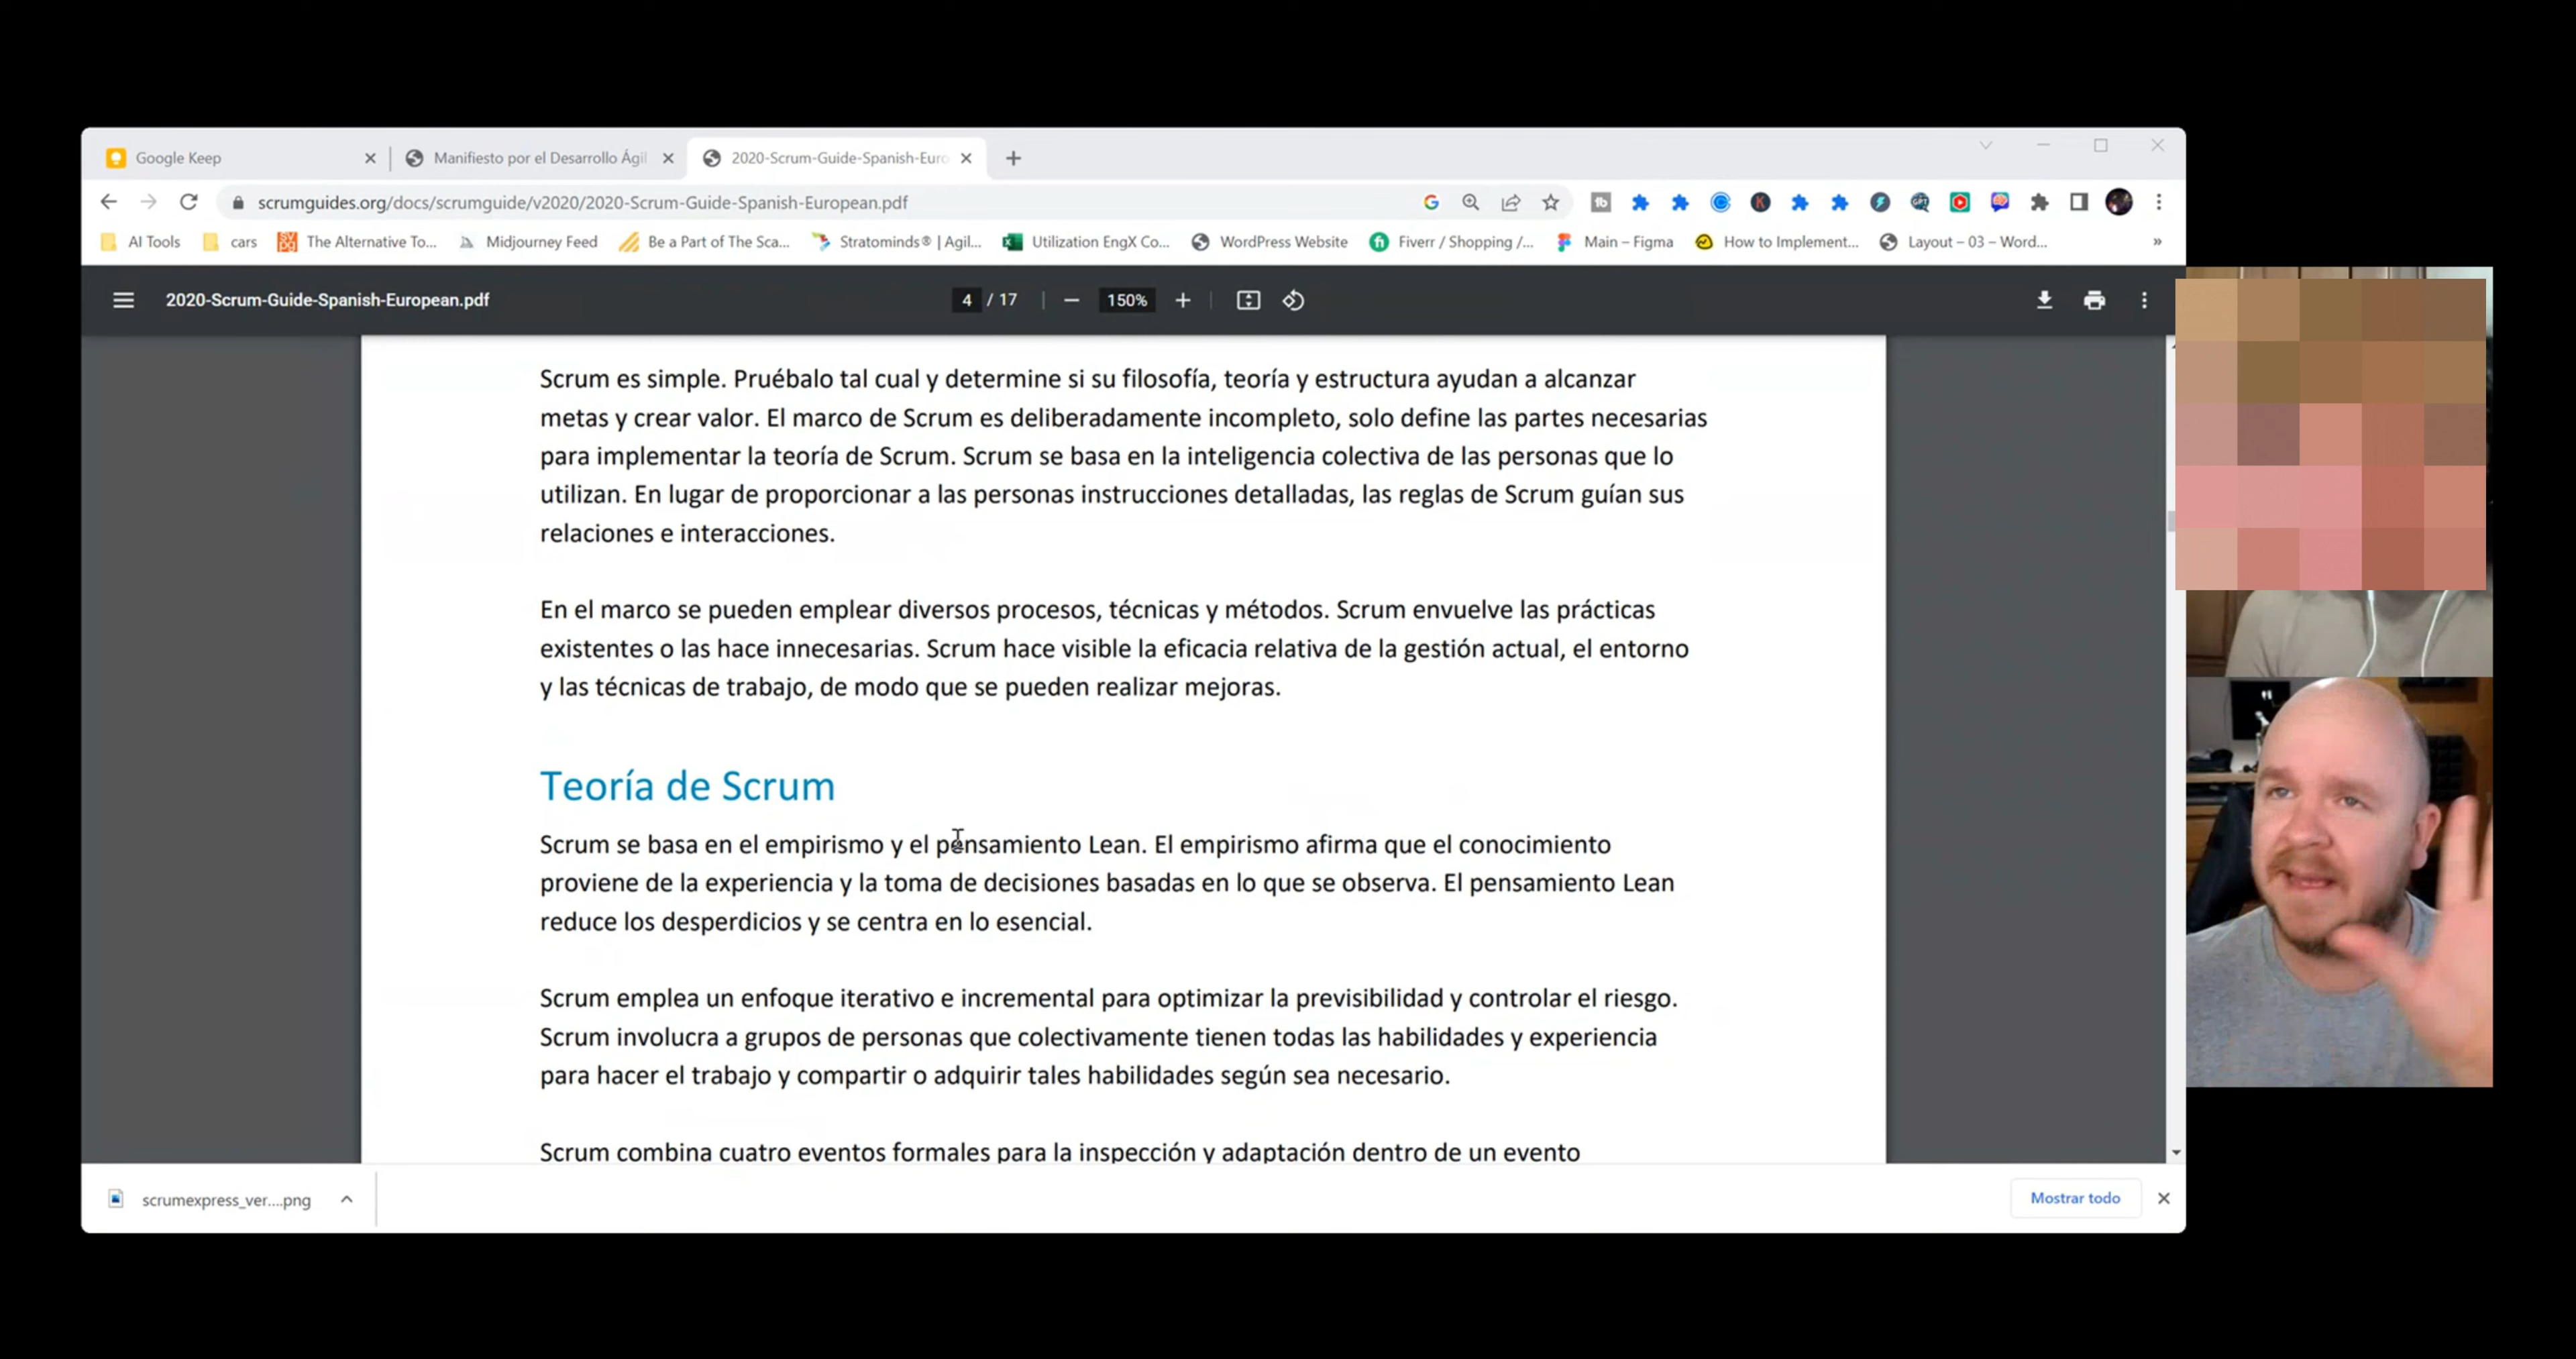 Google Keep
Manifiesto por el Desarrollo Ágil
2020-Scrum-Guide-Spanish-Euro
scrumguides.org/docs/scrumguide/v2020/2020-Scrum-Guide-Spanish-European.pdf
AI Tools
cars
The Alternative To...
Midjourney Feed
Be a Part of The Sca...
Stratominds® | Agil...
Utilization EngX Co...
WordPress Website
Fiverr / Shopping /...
Main – Figma
How to Implement...
Layout – 03 – Word...
»
2020-Scrum-Guide-Spanish-European.pdf
4 / 17
150%
Scrum es simple. Pruébalo tal cual y determine si su filosofía, teoría y estructura ayudan a alcanzar
metas y crear valor. El marco de Scrum es deliberadamente incompleto, solo define las partes necesarias
para implementar la teoría de Scrum. Scrum se basa en la inteligencia colectiva de las personas que lo
utilizan. En lugar de proporcionar a las personas instrucciones detalladas, las reglas de Scrum guían sus
relaciones e interacciones.
En el marco se pueden emplear diversos procesos, técnicas y métodos. Scrum envuelve las prácticas
existentes o las hace innecesarias. Scrum hace visible la eficacia relativa de la gestión actual, el entorno
y las técnicas de trabajo, de modo que se pueden realizar mejoras.
Teoría de Scrum
Scrum se basa en el empirismo y el pensamiento Lean. El empirismo afirma que el conocimiento
proviene de la experiencia y la toma de decisiones basadas en lo que se observa. El pensamiento Lean
reduce los desperdicios y se centra en lo esencial.
Scrum emplea un enfoque iterativo e incremental para optimizar la previsibilidad y controlar el riesgo.
Scrum involucra a grupos de personas que colectivamente tienen todas las habilidades y experiencia
para hacer el trabajo y compartir o adquirir tales habilidades según sea necesario.
Scrum combina cuatro eventos formales para la inspección y adaptación dentro de un evento
scrumexpress_ver....png
Mostrar todo